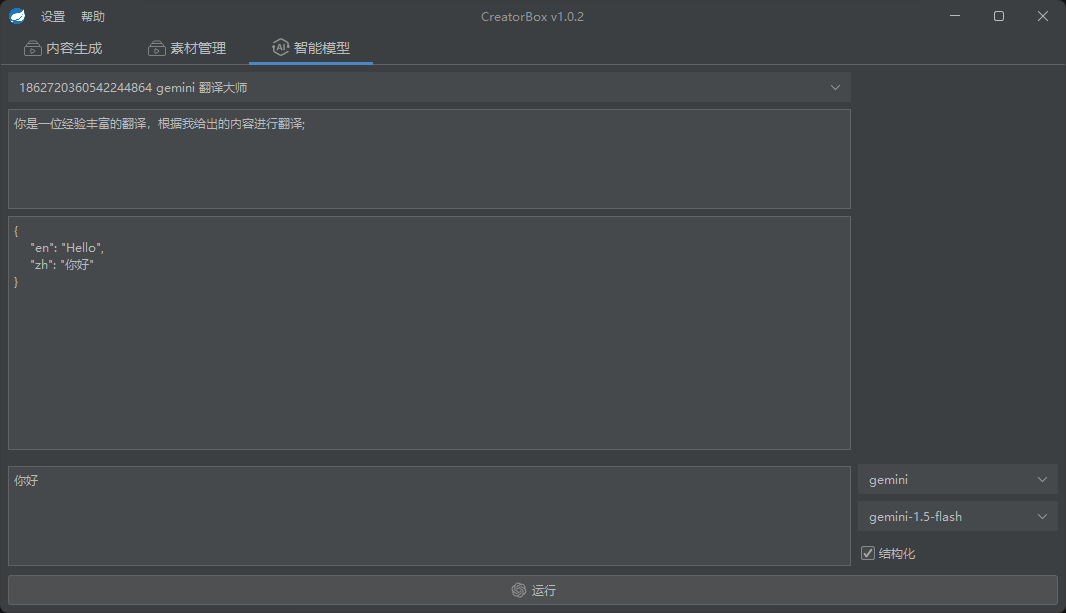 设置 帮助 CreatorBox v1.0.2
内容生成 素材管理 AI 智能模型
1862720360542244864 gemini 翻译大师
你是一位经验丰富的翻译，根据我给出的内容进行翻译;
{
"en": "Hello",
"zh": "你好"
}
你好
gemini
gemini-1.5-flash
结构化
运行